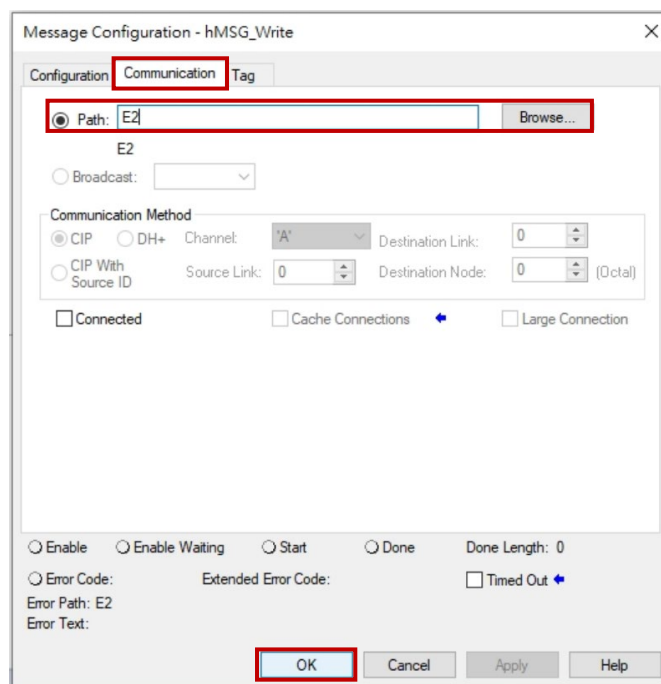 Message Configuration - hMSG_Write
Configuration Communication Tag
Path: E2 Browse...
E2
Broadcast:
Communication Method
CIP DH+ Channel: 'A' Destination Link: 0
CIP With Source ID Source Link: 0 Destination Node: 0 (Octal)
Connected Cache Connections Large Connection
Enable Enable Waiting Start Done Done Length: 0
Error Code: Extended Error Code: Timed Out
Error Path: E2
Error Text:
OK Cancel Apply Help